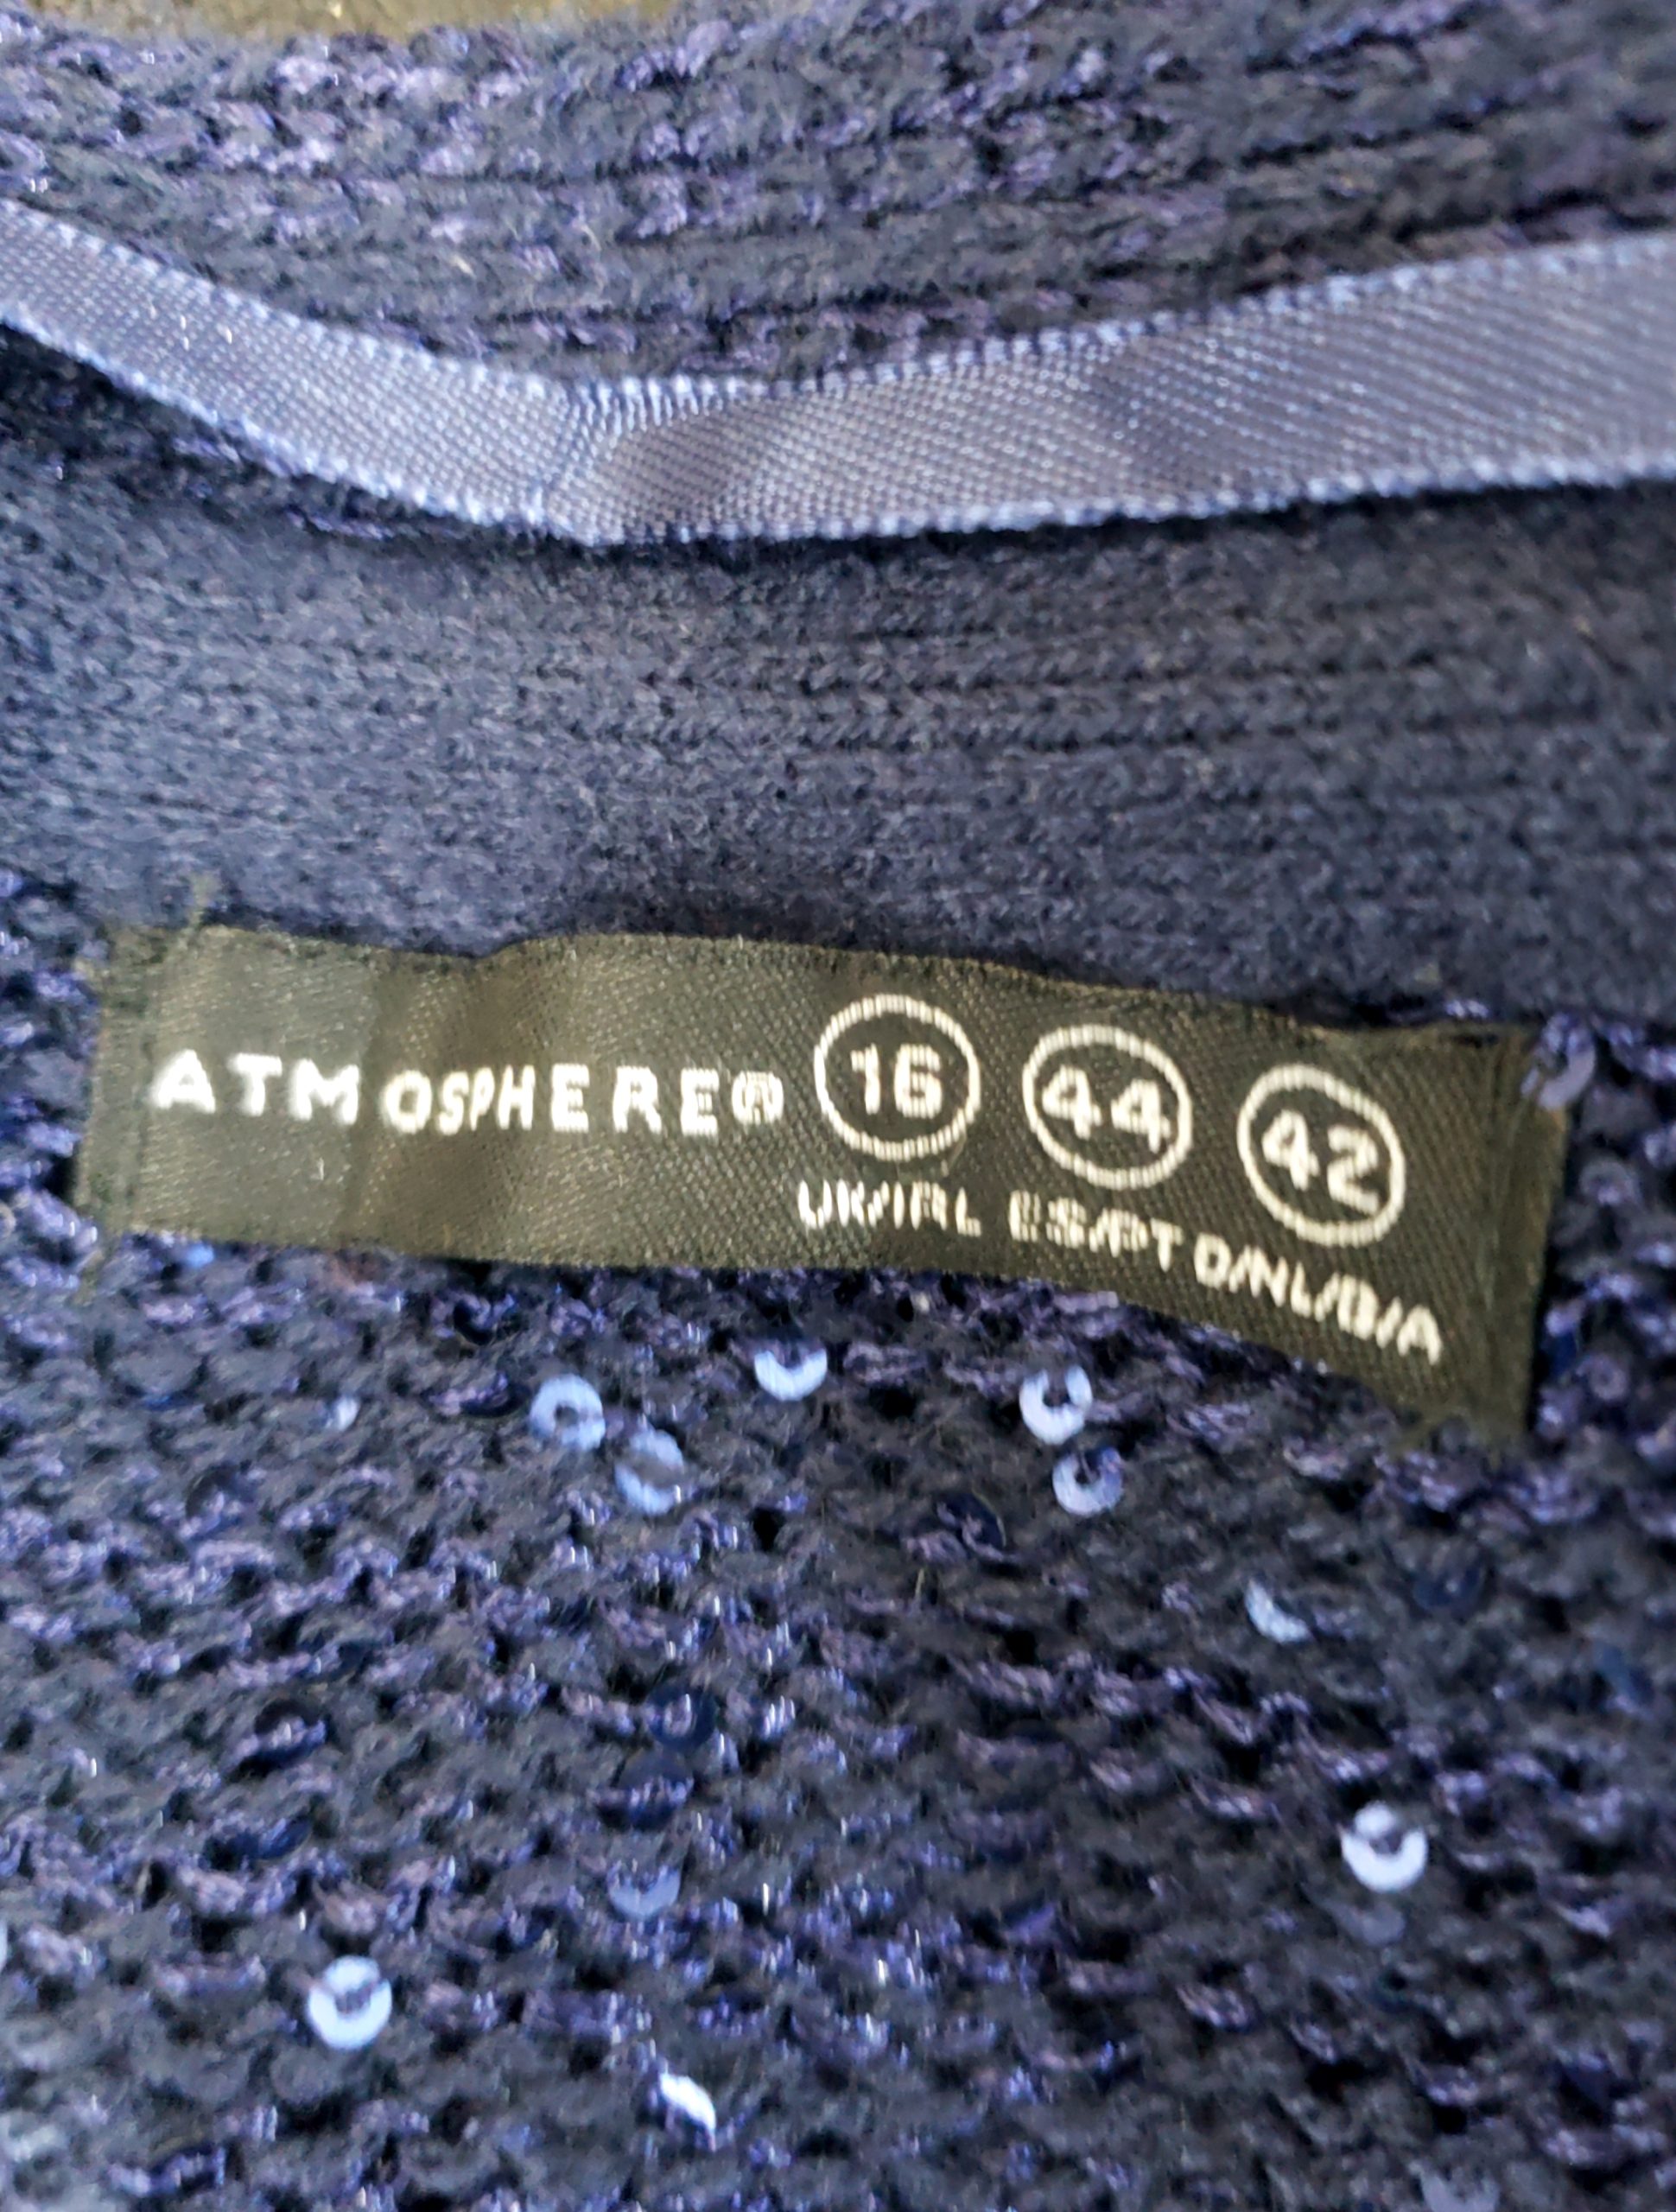 ATMOSPHERE® 16 44 42
UK/IRL ES/PT D/NL/B/A